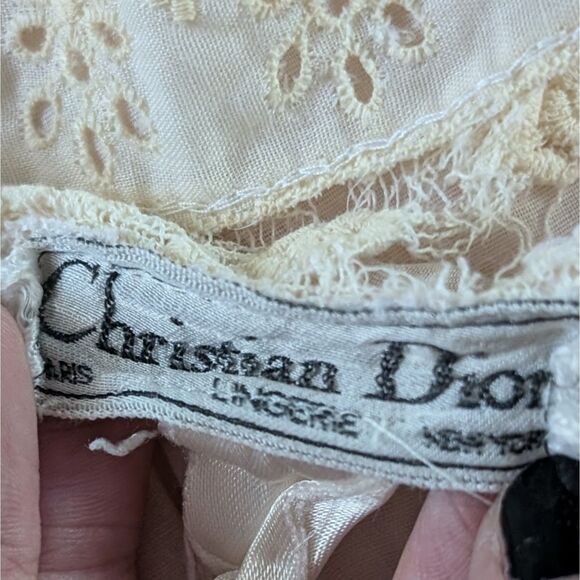 Christian Dior
PARIS LINGERIE NEW YORK